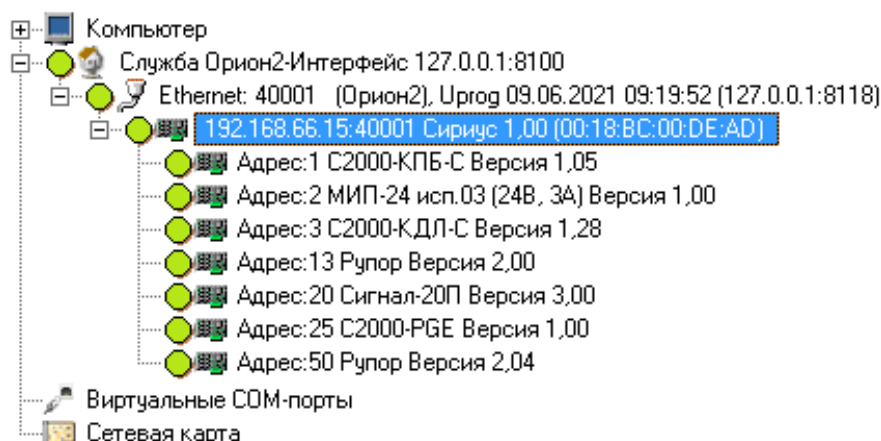 Компьютер
Служба Орион2-Интерфейс 127.0.0.1:8100
Ethernet: 40001 (Орион2), Uprog 09.06.2021 09:19:52 (127.0.0.1:8118)
192.168.66.15:40001 Сириус 1,00 (00:18:BC:00:DE:AD)
Адрес:1 С2000-КПБ-С Версия 1,05
Адрес:2 МИП-24 исп.03 (24В, 3А) Версия 1,00
Адрес:3 С2000-КДЛ-С Версия 1,28
Адрес:13 Рупор Версия 2,00
Адрес:20 Сигнал-20П Версия 3,00
Адрес:25 С2000-PGE Версия 1,00
Адрес:50 Рупор Версия 2,04
Виртуальные COM-порты
Сетевая карта